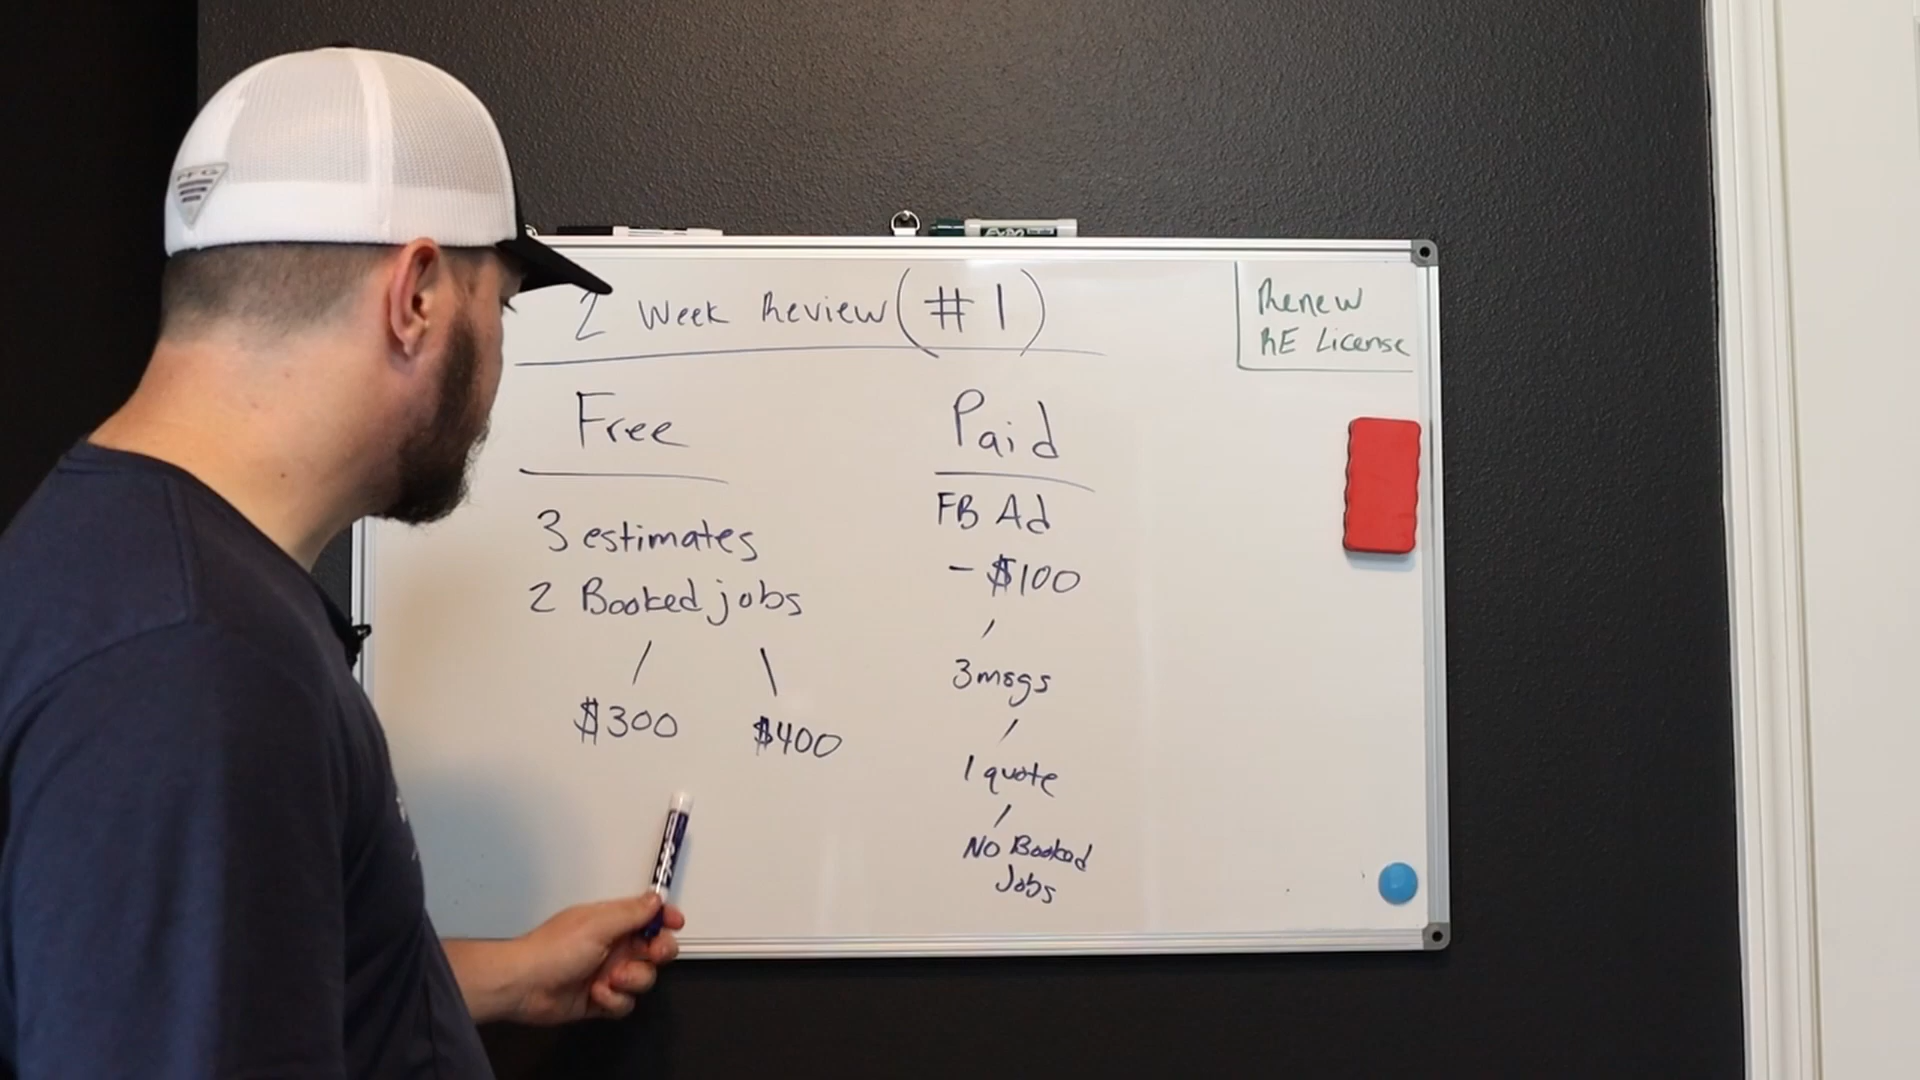 2 Week Review (#1)
Renew
RE License
Free
3 estimates
2 Booked jobs
$300
$400
Paid
FB Ad
- $100
3 msgs
1 quote
No Booked
Jobs
EXPO